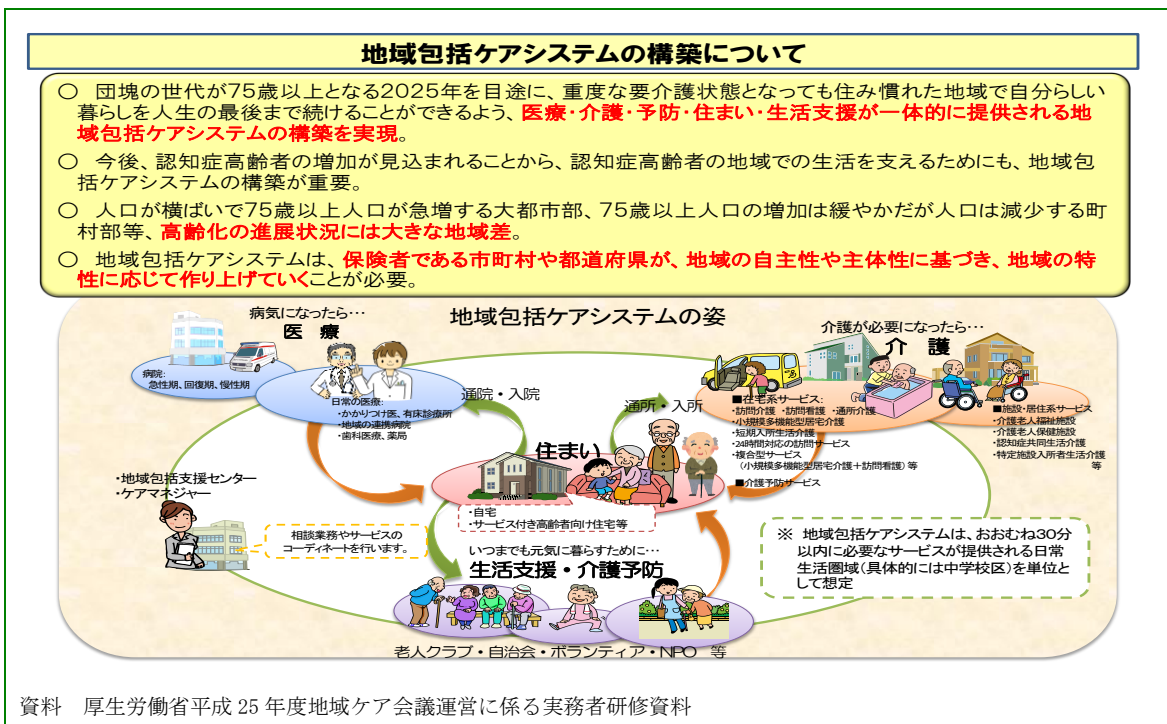 地域包括ケアシステムの構築について
○ 団塊の世代が75歳以上となる2025年を目途に、重度な要介護状態となっても住み慣れた地域で自分らしい
暮らしを人生の最後まで続けることができるよう、医療・介護・予防・住まい・生活支援が一体的に提供される地
域包括ケアシステムの構築を実現。
○ 今後、認知症高齢者の増加が見込まれることから、認知症高齢者の地域での生活を支えるためにも、地域包
括ケアシステムの構築が重要。
○ 人口が横ばいで75歳以上人口が急増する大都市部、75歳以上人口の増加は緩やかだが人口は減少する町
村部等、高齢化の進展状況には大きな地域差。
○ 地域包括ケアシステムは、保険者である市町村や都道府県が、地域の自主性や主体性に基づき、地域の特
性に応じて作り上げていくことが必要。
地域包括ケアシステムの姿
病気になったら…
医 療
病院:
急性期、回復期、慢性期
日常の医療:
・かかりつけ医、有床診療所
・地域の連携病院
・歯科医療、薬局
通院・入院
通所・入所
介護が必要になったら…
介 護
■在宅系サービス:
・訪問介護 ・訪問看護 ・通所介護
・小規模多機能型居宅介護
・短期入所生活介護
・24時間対応の訪問サービス
・複合型サービス
(小規模多機能型居宅介護+訪問看護) 等
■介護予防サービス
■施設・居住系サービス
・介護老人福祉施設
・介護老人保健施設
・認知症共同生活介護
・特定施設入所者生活介護
等
住まい
・自宅
・サービス付き高齢者向け住宅等
・地域包括支援センター
・ケアマネジャー
相談業務やサービスの
コーディネートを行います。
いつまでも元気に暮らすために…
生活支援・介護予防
老人クラブ・自治会・ボランティア・NPO 等
※ 地域包括ケアシステムは、おおむね30分
以内に必要なサービスが提供される日常
生活圏域(具体的には中学校区)を単位
として想定
資料 厚生労働省平成 25 年度地域ケア会議運営に係る実務者研修資料